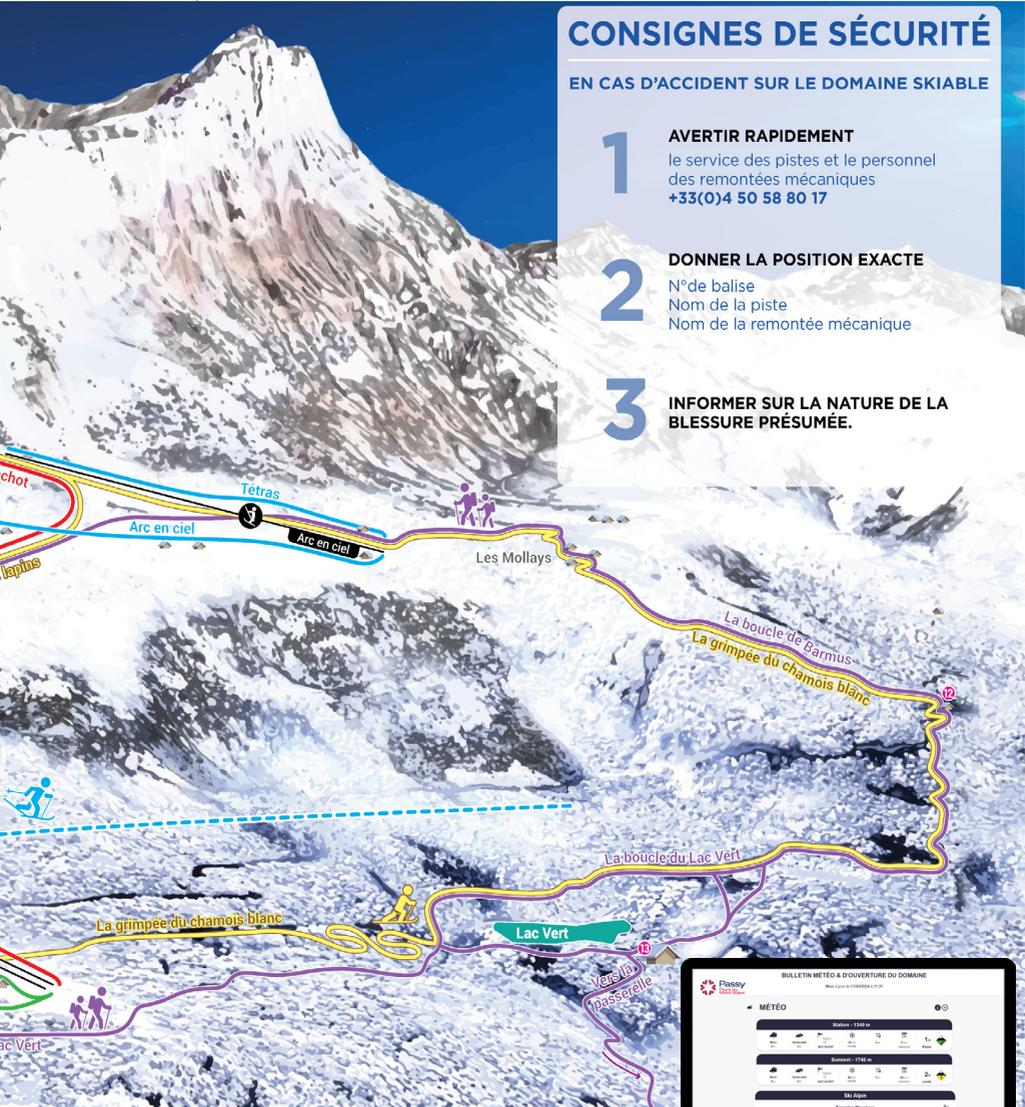 CONSIGNES DE SÉCURITÉ
EN CAS D'ACCIDENT SUR LE DOMAINE SKIABLE
1
AVERTIR RAPIDEMENT
le service des pistes et le personnel
des remontées mécaniques
+33(0)4 50 58 80 17
2
DONNER LA POSITION EXACTE
N°de balise
Nom de la piste
Nom de la remontée mécanique
3
INFORMER SUR LA NATURE DE LA
BLESSURE PRÉSUMÉE.
chot
Tétras
Arc en ciel
Arc en ciel
lapins
Les Mollays
La boucle de Barmus
La grimpée du chamois blanc
12
La boucle du Lac Vert
La grimpée du chamois blanc
Lac Vert
13
Vers la
passerelle
ac Vert
BULLETIN MÉTÉO & D'OUVERTURE DU DOMAINE
Passy
MÉTÉO
Station - 1340 m
Sommet - 1740 m
Ski Alpin